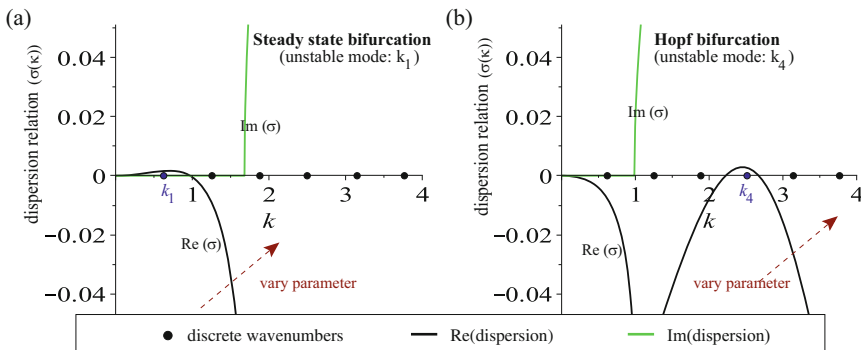 (a)
Steady state bifurcation
(unstable mode: k₁)
dispersion relation (σ(κ))
0.04
0.02
0
−0.02
−0.04
Im (σ)
Re (σ)
k₁
1
2
3
4
k
vary parameter
(b)
Hopf bifurcation
(unstable mode: k₄)
dispersion relation (σ(κ))
0.04
0.02
0
−0.02
−0.04
Im (σ)
Re (σ)
1
2
k₄
3
4
k
vary parameter
discrete wavenumbers
Re(dispersion)
Im(dispersion)